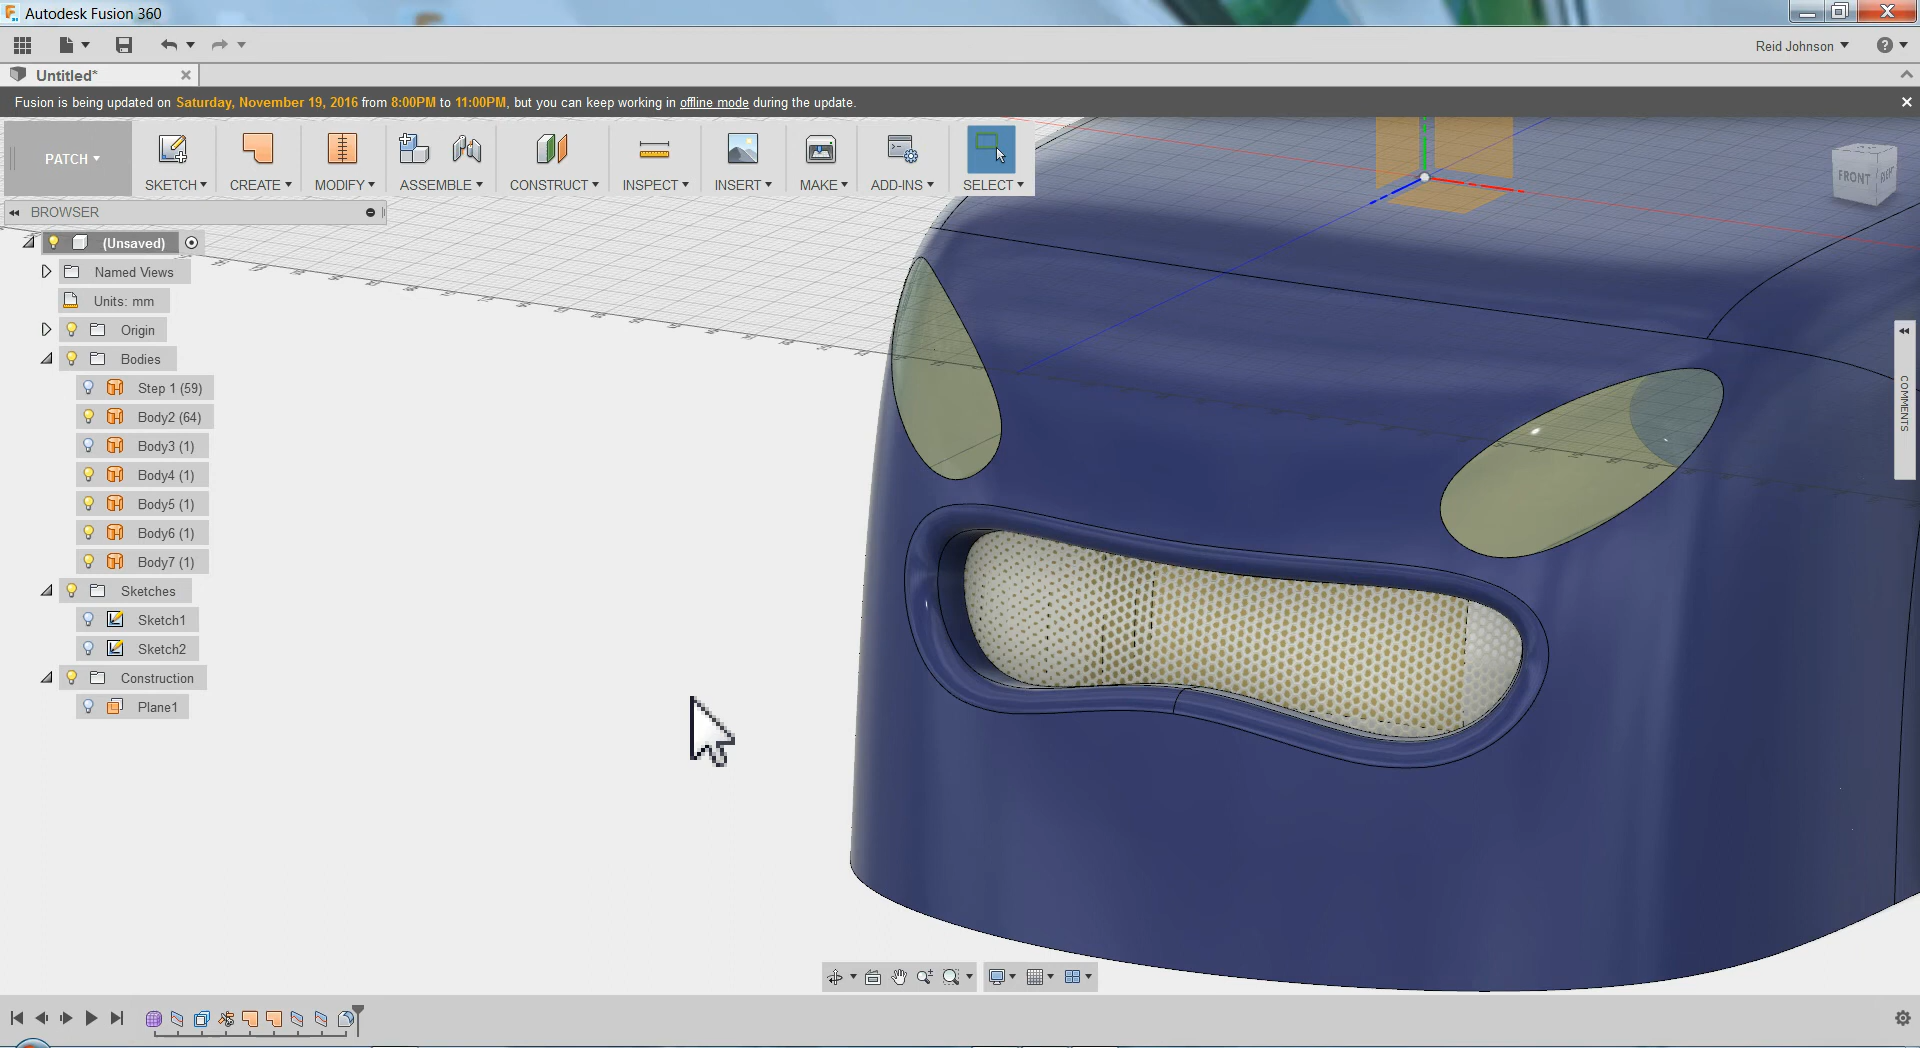 Autodesk Fusion 360
Reid Johnson
Untitled*
Fusion is being updated on Saturday, November 19, 2016 from 8:00PM to 11:00PM, but you can keep working in offline mode during the update.
PATCH
SKETCH
CREATE
MODIFY
ASSEMBLE
CONSTRUCT
INSPECT
INSERT
MAKE
ADD-INS
SELECT
FRONT
RIGHT
BROWSER
(Unsaved)
Named Views
Units: mm
Origin
Bodies
Step 1 (59)
Body2 (64)
Body3 (1)
Body4 (1)
Body5 (1)
Body6 (1)
Body7 (1)
Sketches
Sketch1
Sketch2
Construction
Plane1
COMMENTS